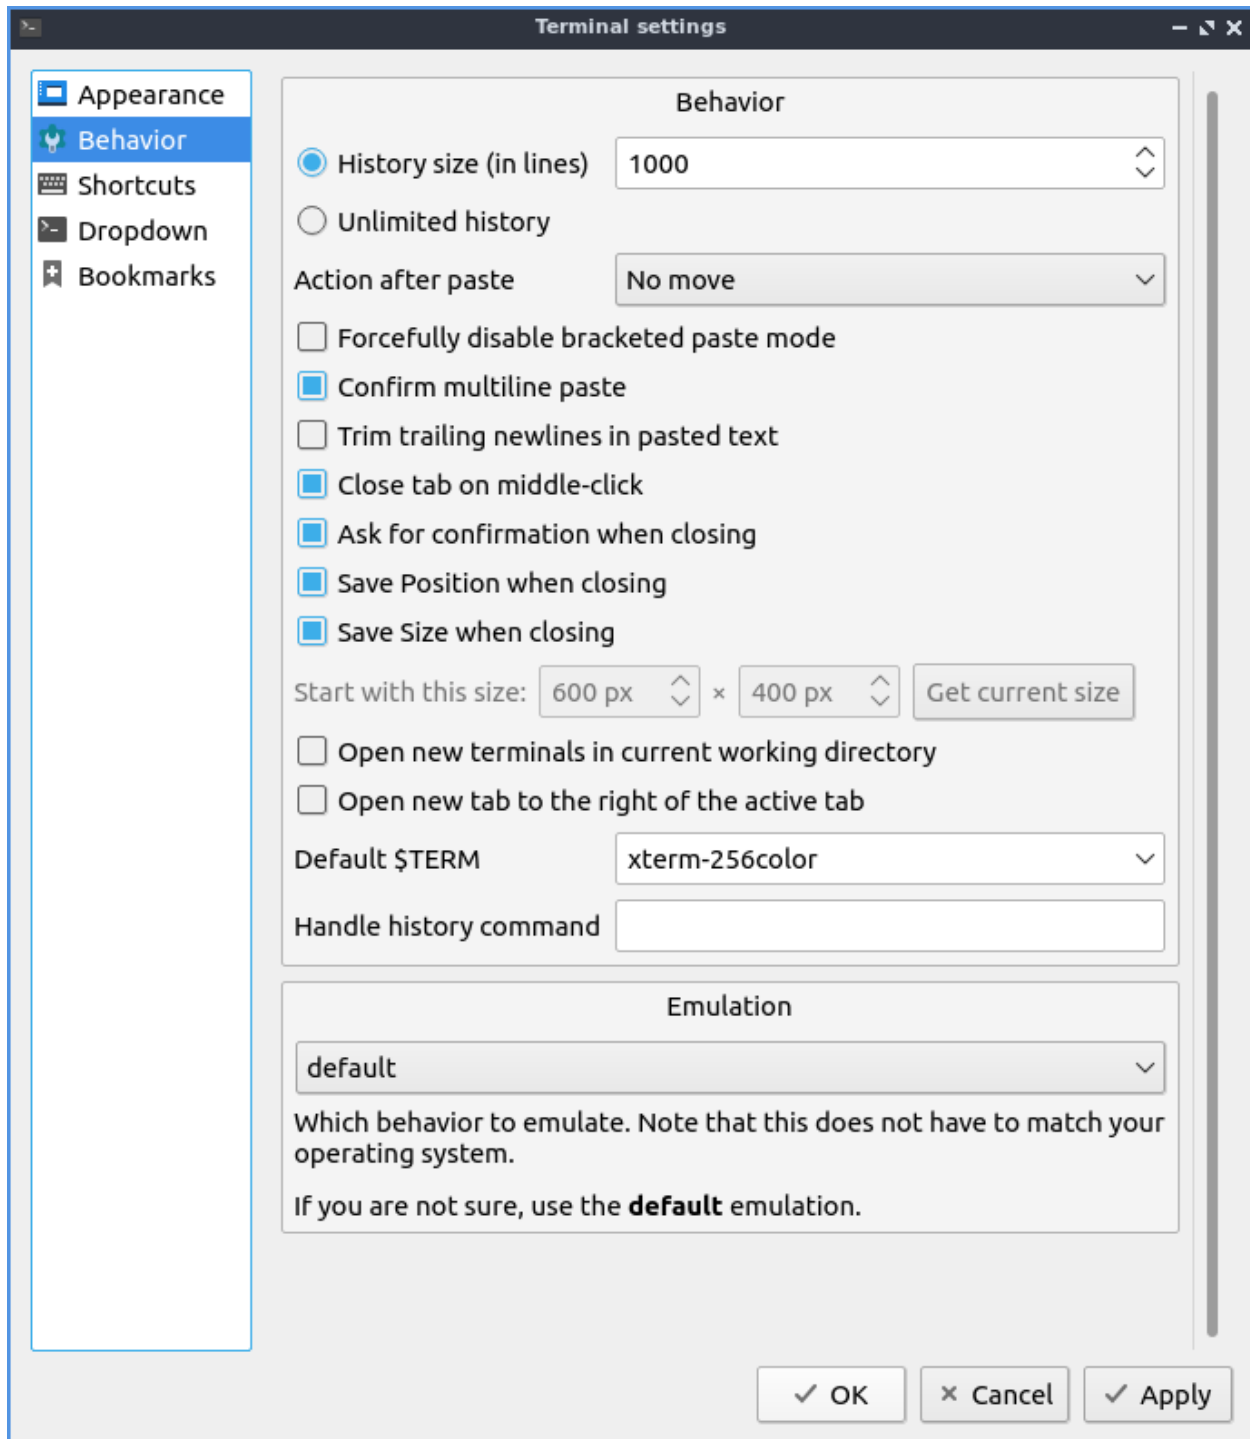 Terminal settings
Appearance
Behavior
Shortcuts
Dropdown
Bookmarks
Behavior
History size (in lines) 1000
Unlimited history
Action after paste No move
Forcefully disable bracketed paste mode
Confirm multiline paste
Trim trailing newlines in pasted text
Close tab on middle-click
Ask for confirmation when closing
Save Position when closing
Save Size when closing
Start with this size: 600 px × 400 px Get current size
Open new terminals in current working directory
Open new tab to the right of the active tab
Default $TERM xterm-256color
Handle history command
Emulation
default
Which behavior to emulate. Note that this does not have to match your
operating system.
If you are not sure, use the default emulation.
OK Cancel Apply